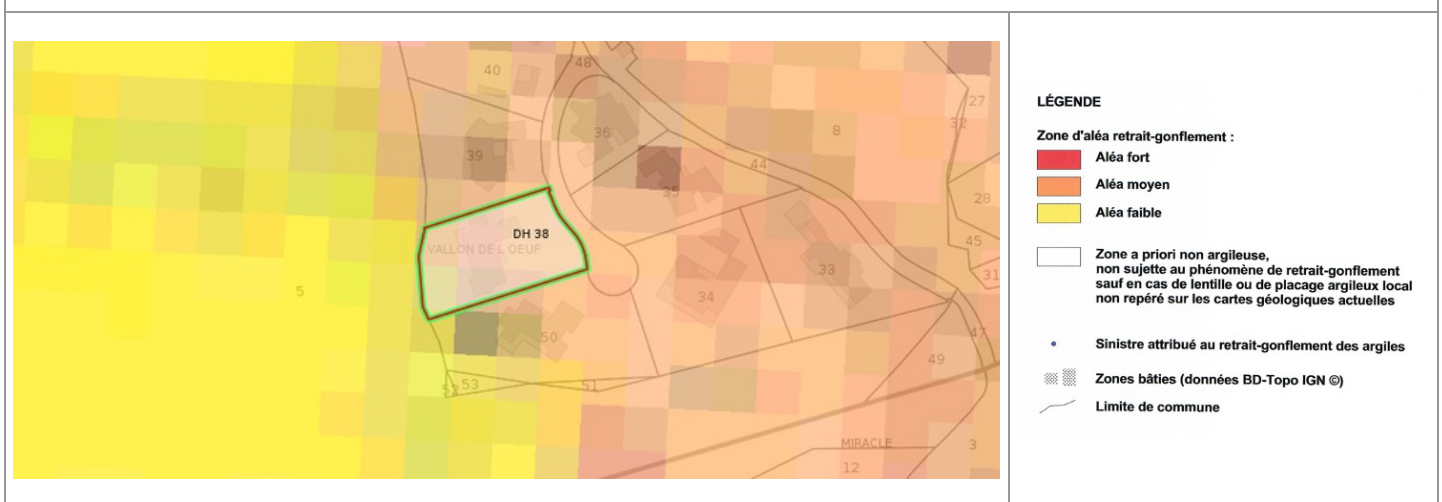 40
48
27
32
36
8
39
44
35
28
DH 38
VALLON DE L OEUF
45
31
33
5
34
47
50
49
52
53
51
MIRACLE
3
12
LÉGENDE
Zone d'aléa retrait-gonflement :
Aléa fort
Aléa moyen
Aléa faible
Zone a priori non argileuse,
non sujette au phénomène de retrait-gonflement
sauf en cas de lentille ou de placage argileux local
non repéré sur les cartes géologiques actuelles
Sinistre attribué au retrait-gonflement des argiles
Zones bâties (données BD-Topo IGN ©)
Limite de commune